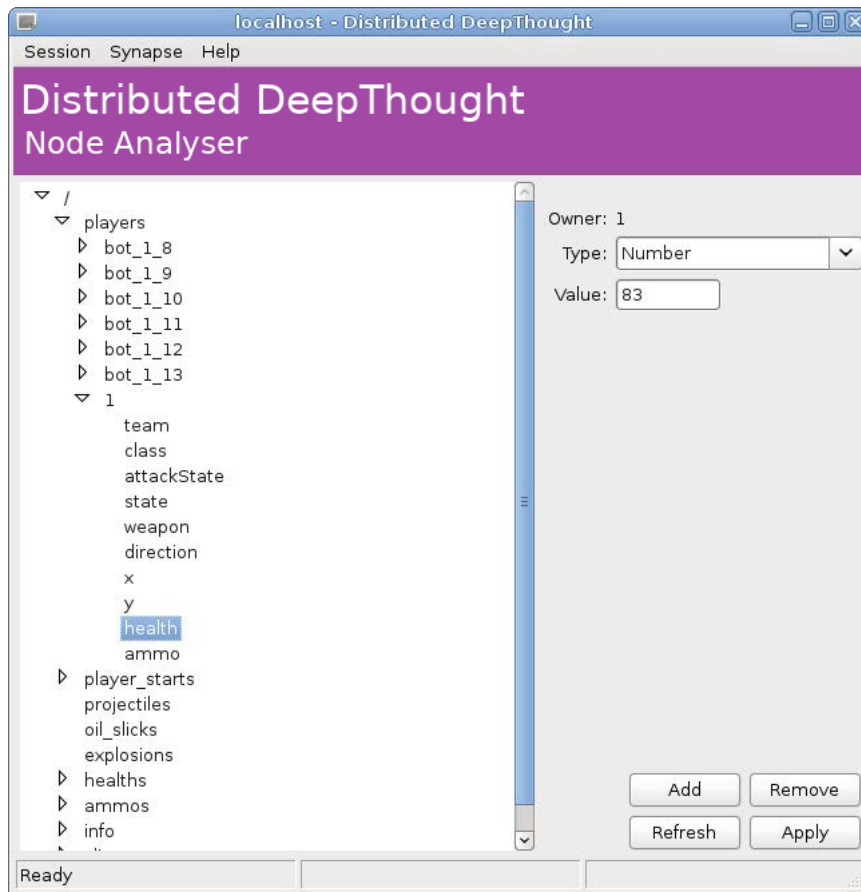 localhost - Distributed DeepThought
Session Synapse Help
Distributed DeepThought
Node Analyser
/
players
bot_1_8
bot_1_9
bot_1_10
bot_1_11
bot_1_12
bot_1_13
1
team
class
attackState
state
weapon
direction
x
y
health
ammo
player_starts
projectiles
oil_slicks
explosions
healths
ammos
info
Owner: 1
Type: Number
Value: 83
Add Remove
Refresh Apply
Ready